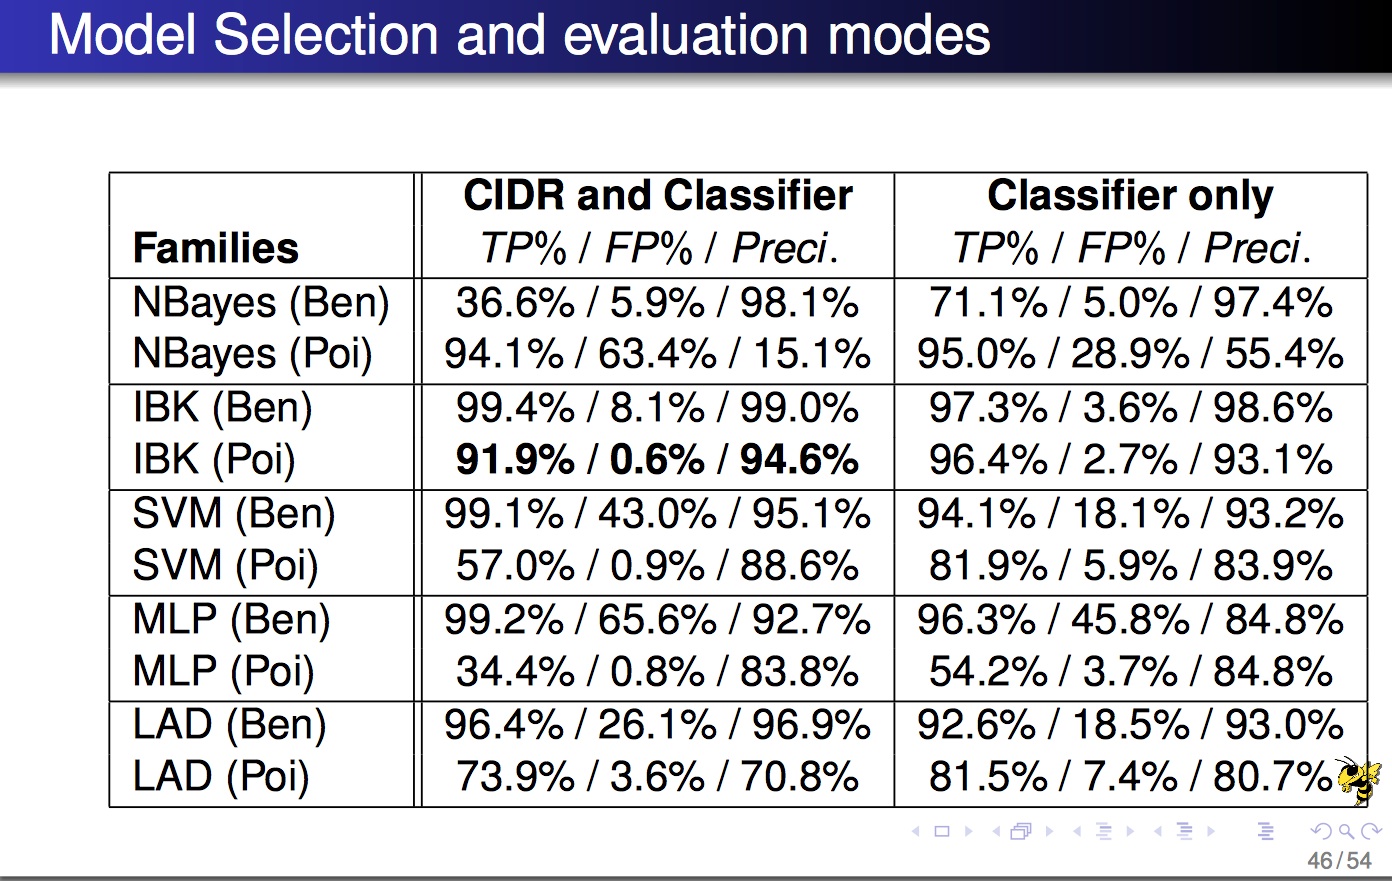 Model Selection and evaluation modes
CIDR and Classifier Classifier only
Families TP% / FP% / Preci. TP% / FP% / Preci.
NBayes (Ben) 36.6% / 5.9% / 98.1% 71.1% / 5.0% / 97.4%
NBayes (Poi) 94.1% / 63.4% / 15.1% 95.0% / 28.9% / 55.4%
IBK (Ben) 99.4% / 8.1% / 99.0% 97.3% / 3.6% / 98.6%
IBK (Poi) 91.9% / 0.6% / 94.6% 96.4% / 2.7% / 93.1%
SVM (Ben) 99.1% / 43.0% / 95.1% 94.1% / 18.1% / 93.2%
SVM (Poi) 57.0% / 0.9% / 88.6% 81.9% / 5.9% / 83.9%
MLP (Ben) 99.2% / 65.6% / 92.7% 96.3% / 45.8% / 84.8%
MLP (Poi) 34.4% / 0.8% / 83.8% 54.2% / 3.7% / 84.8%
LAD (Ben) 96.4% / 26.1% / 96.9% 92.6% / 18.5% / 93.0%
LAD (Poi) 73.9% / 3.6% / 70.8% 81.5% / 7.4% / 80.7%
46/54